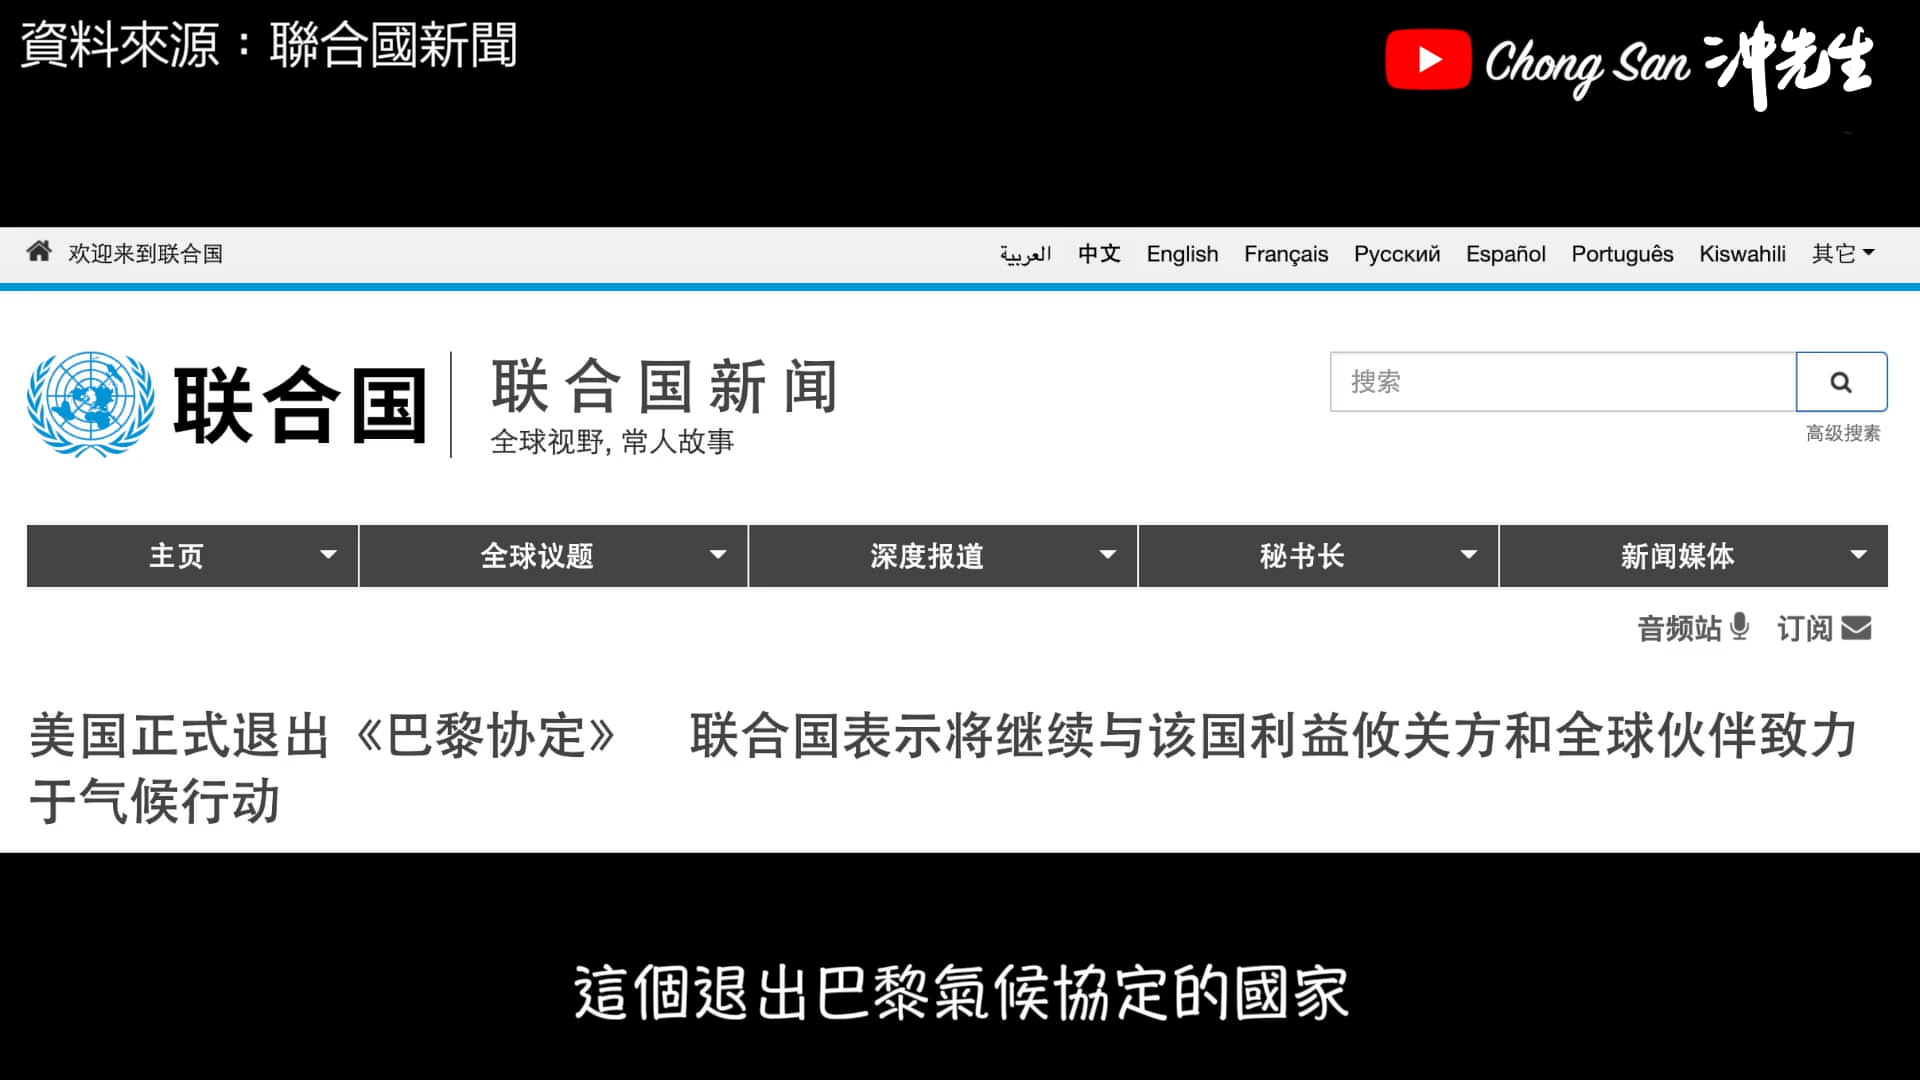 資料來源：聯合國新聞
Chong San 沖先生
欢迎来到联合国
العربية 中文 English Français Русский Español Português Kiswahili 其它
联合国
联合国新闻
全球视野, 常人故事
搜索
高级搜素
主页 全球议题 深度报道 秘书长 新闻媒体
音频站 订阅
美国正式退出《巴黎协定》 联合国表示将继续与该国利益攸关方和全球伙伴致力
于气候行动
這個退出巴黎氣候協定的國家